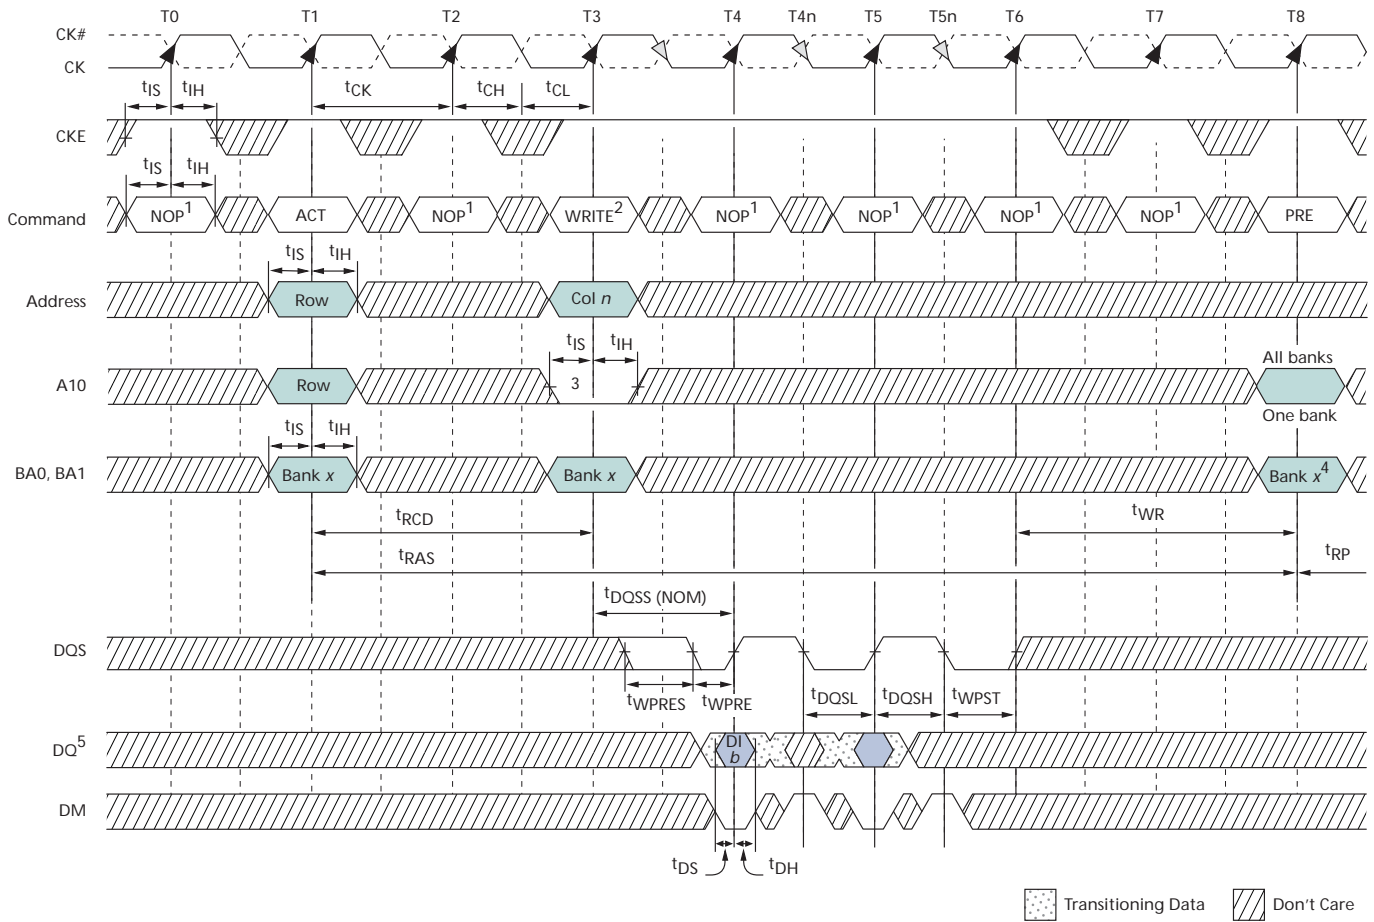 T0 T1 T2 T3 T4 T4n T5 T5n T6 T7 T8
CK#
CK
tIS tIH tCK tCH tCL
CKE
tIS tIH
Command NOP1 ACT NOP1 WRITE2 NOP1 NOP1 NOP1 NOP1 PRE
tIS tIH
Address Row Col n
tIS tIH
All banks
A10 Row 3
One bank
tIS tIH
BA0, BA1 Bank x Bank x Bank x4
tRCD tWR
tRAS tRP
tDQSS (NOM)
DQS
tWPRES tWPRE tDQSL tDQSH tWPST
DQ5 DI
b
DM
tDS tDH
Transitioning Data Don't Care